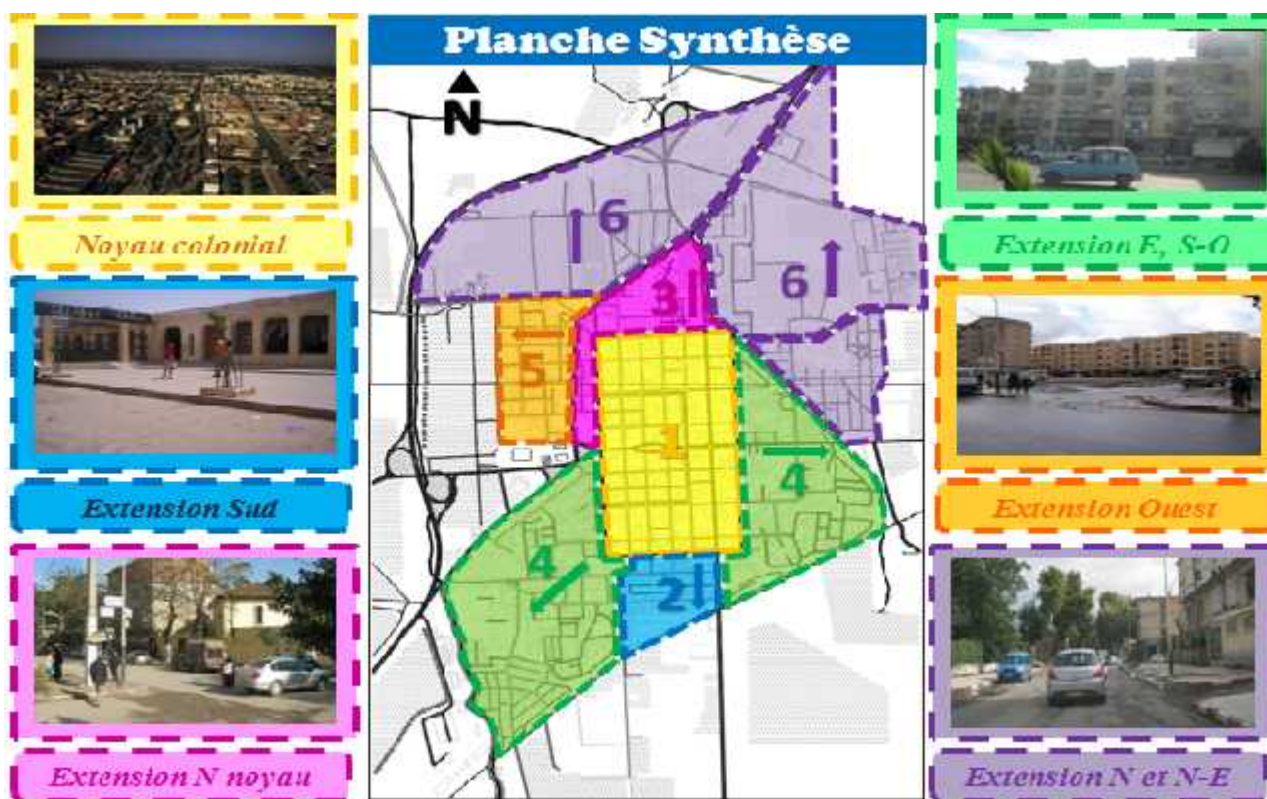 Planche Synthèse
N
Noyau colonial
Extension Sud
Extension N noyau
6
6
3
5
1
4
4
2
Extension E, S-O
Extension Ouest
Extension N et N-E